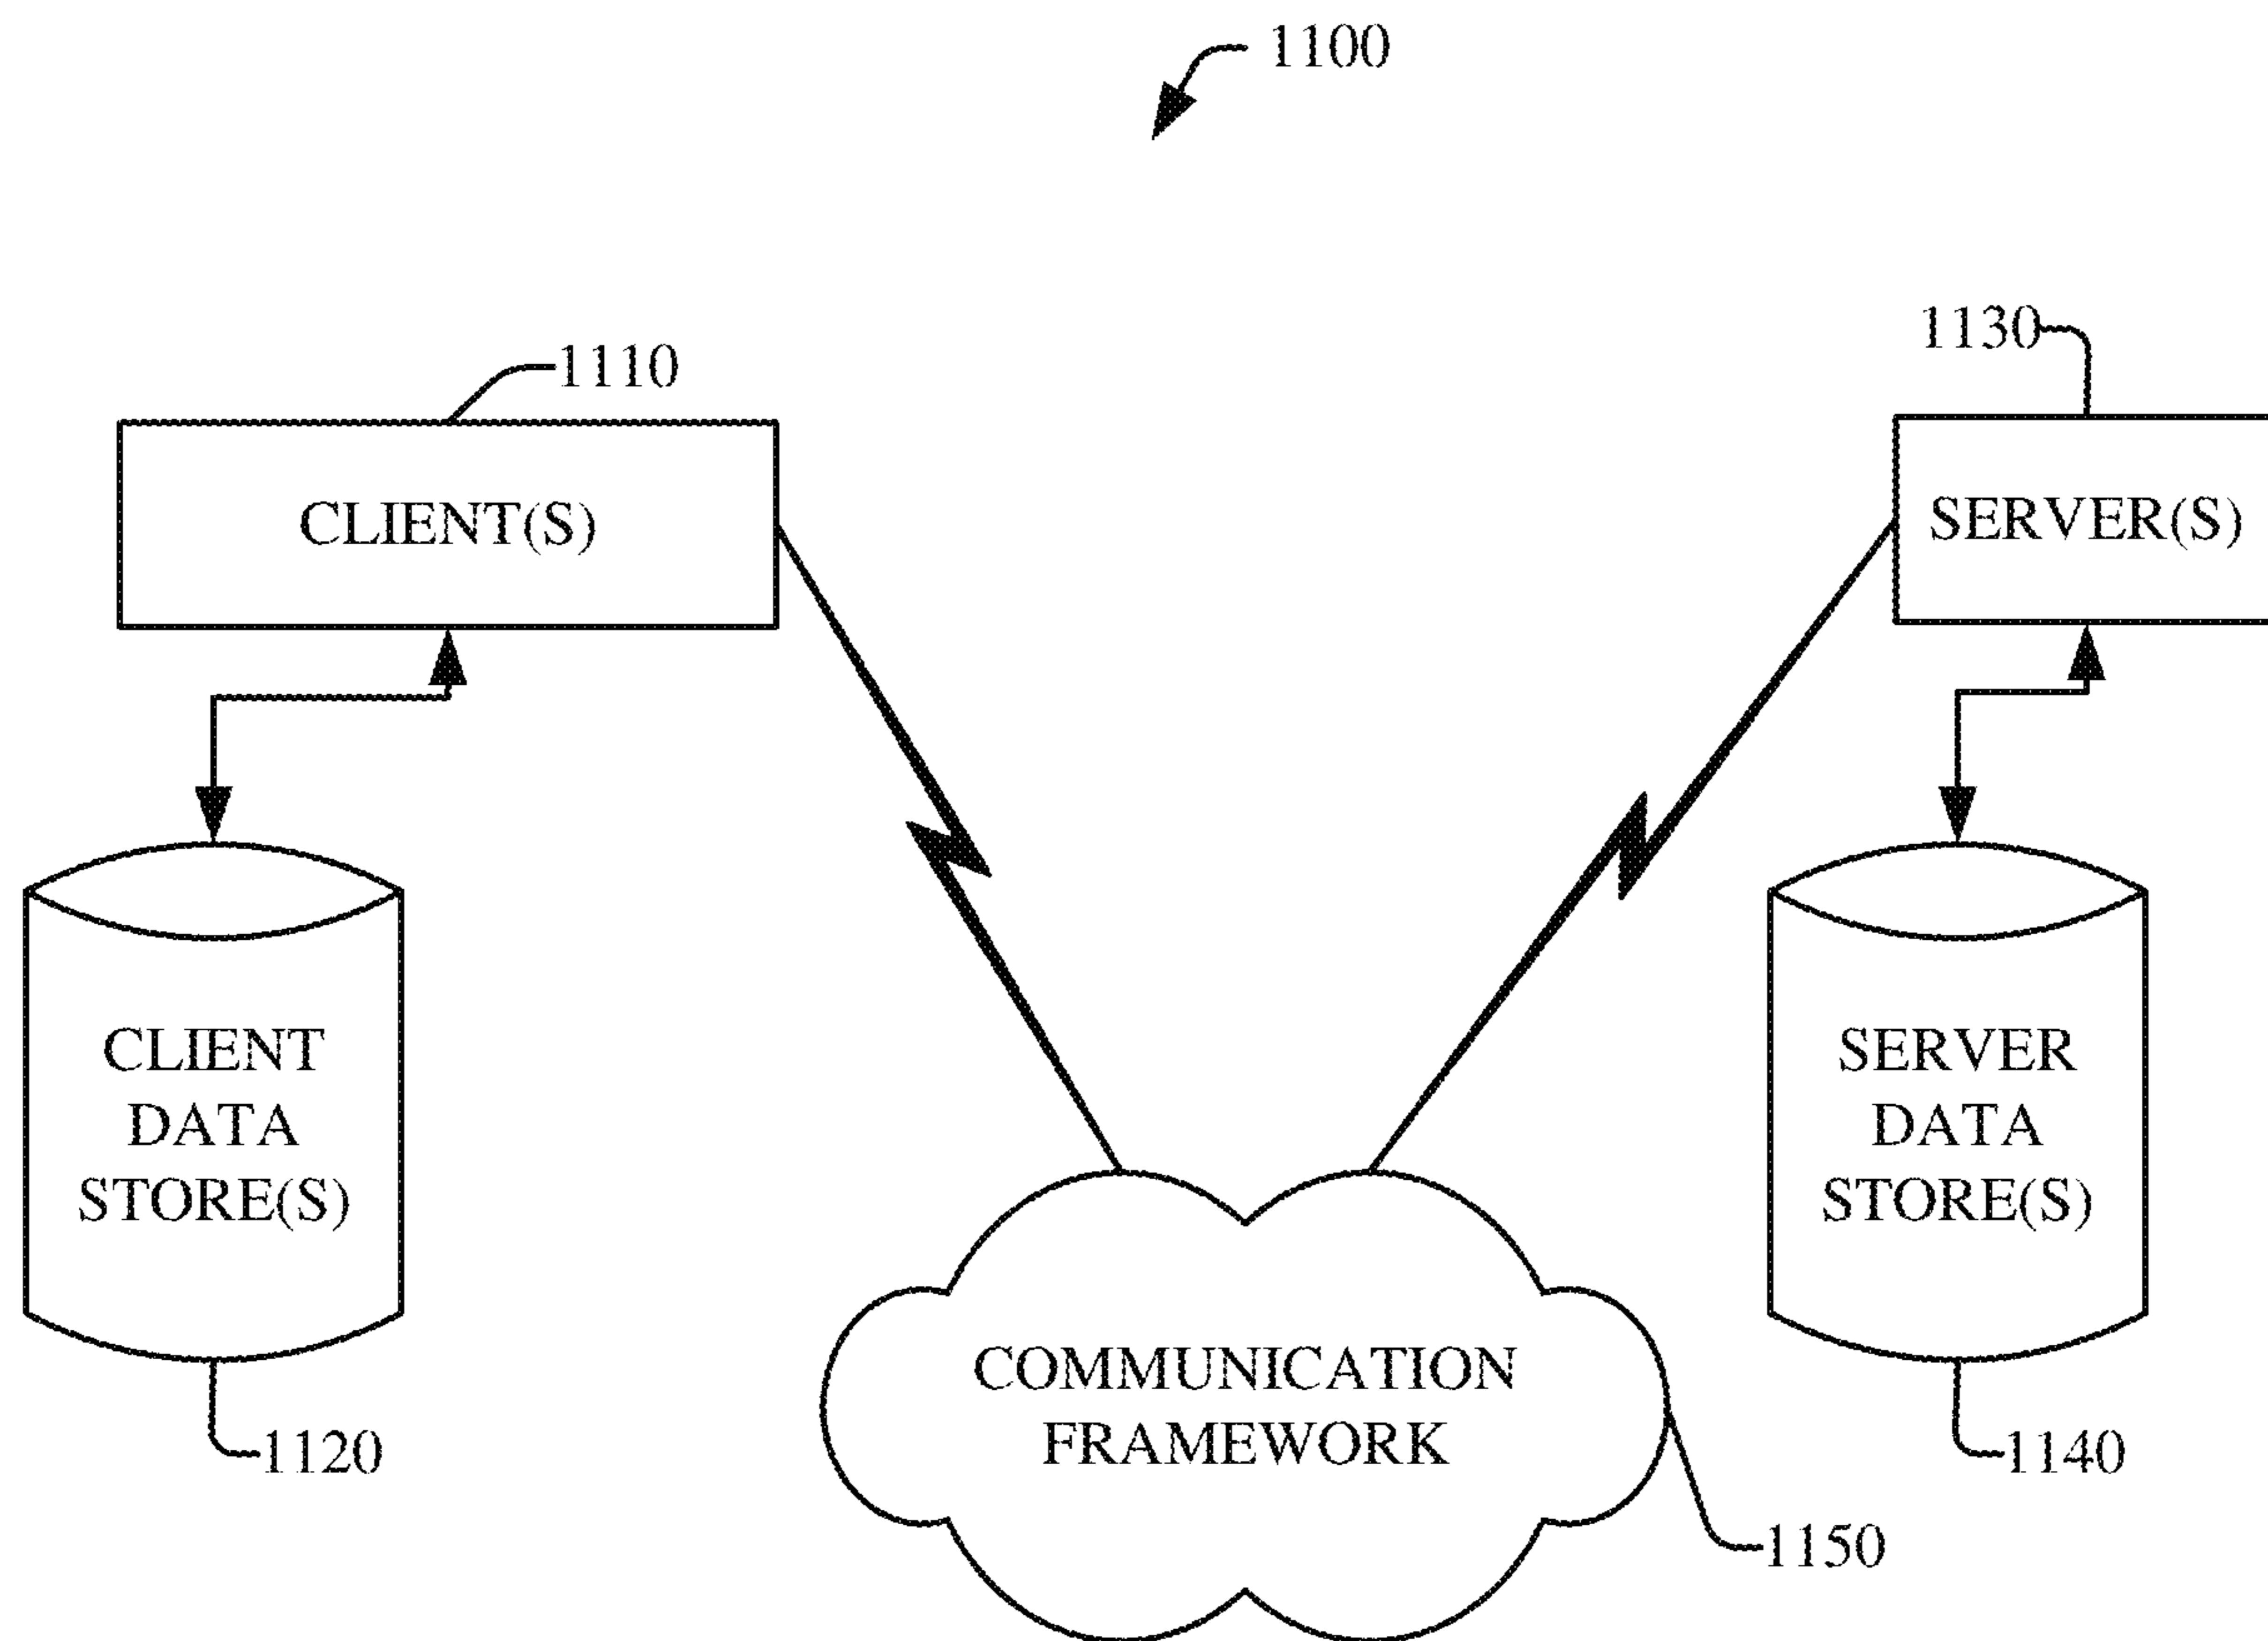 1100
1110
1130
CLIENT(S)
SERVER(S)
CLIENT
DATA
STORE(S)
SERVER
DATA
STORE(S)
COMMUNICATION
FRAMEWORK
1120
1140
1150